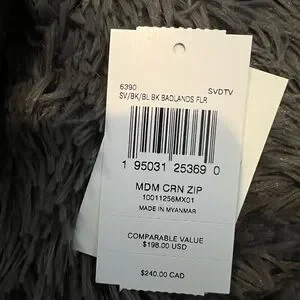 6390 SVDTV
SV/BK/BL BK BADLANDS FLR
1 95031 25369 0
MDM CRN ZIP
10011256MX01
MADE IN MYANMAR
COMPARABLE VALUE
$198.00 USD
$240.00 CAD